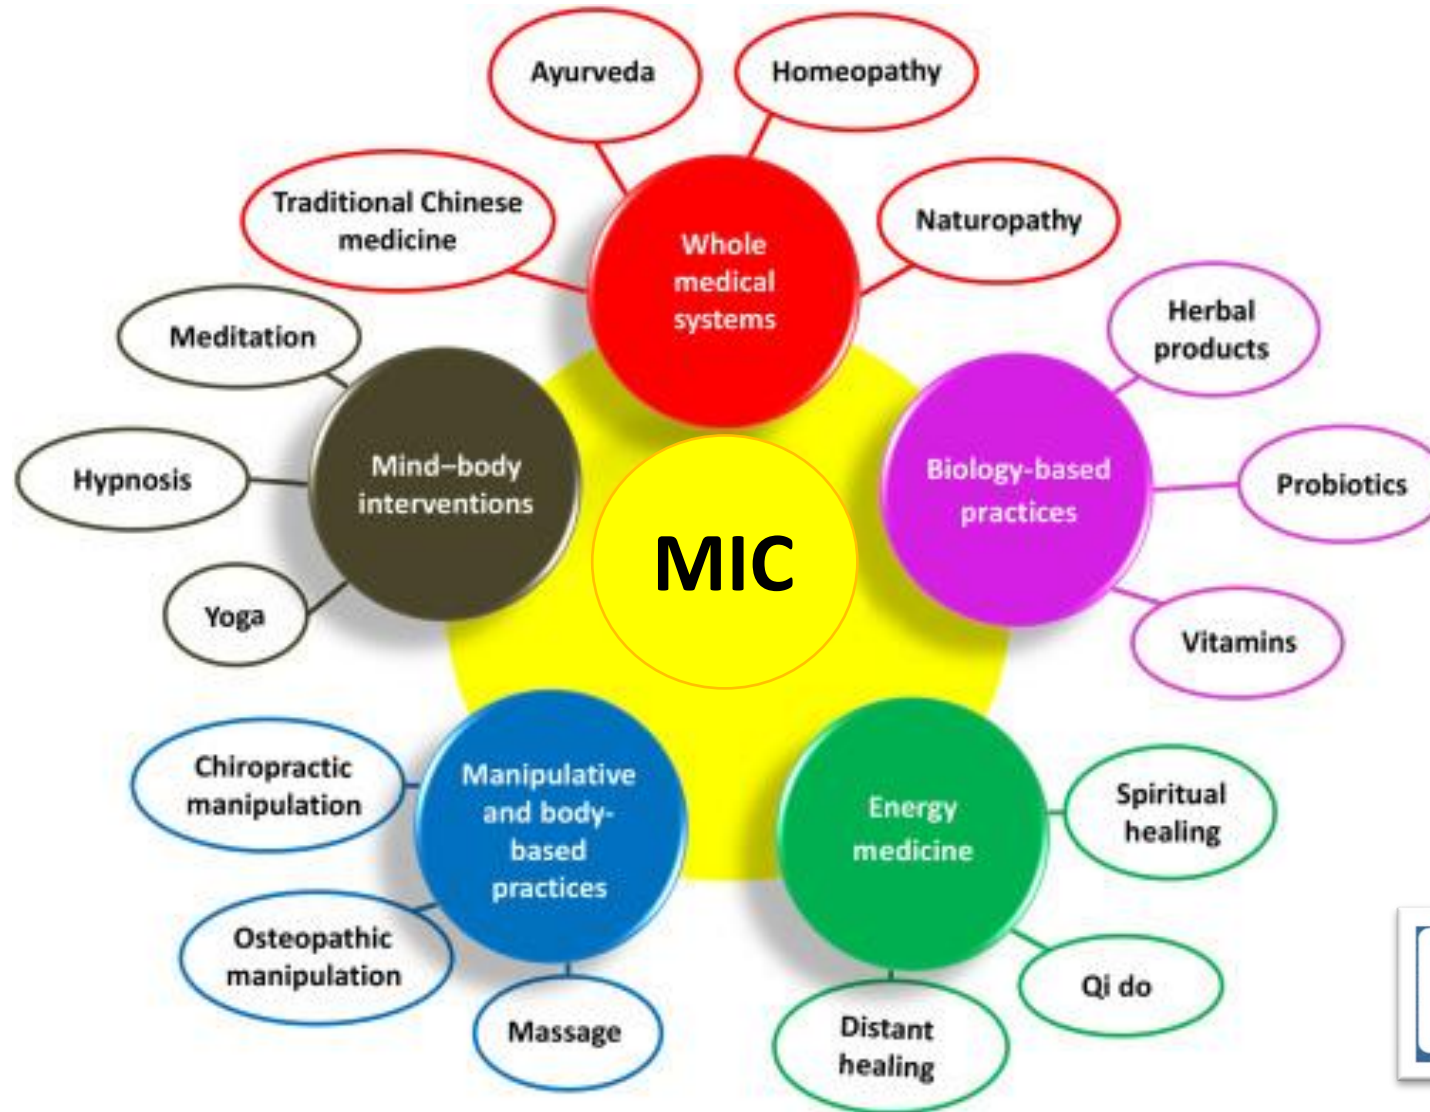 Ayurveda
Homeopathy
Traditional Chinese
medicine
Naturopathy
Whole
medical
systems
Meditation
Hypnosis
Yoga
Mind–body
interventions
MIC
Biology-based
practices
Herbal
products
Probiotics
Vitamins
Chiropractic
manipulation
Osteopathic
manipulation
Massage
Manipulative
and body-
based
practices
Energy
medicine
Spiritual
healing
Qi do
Distant
healing